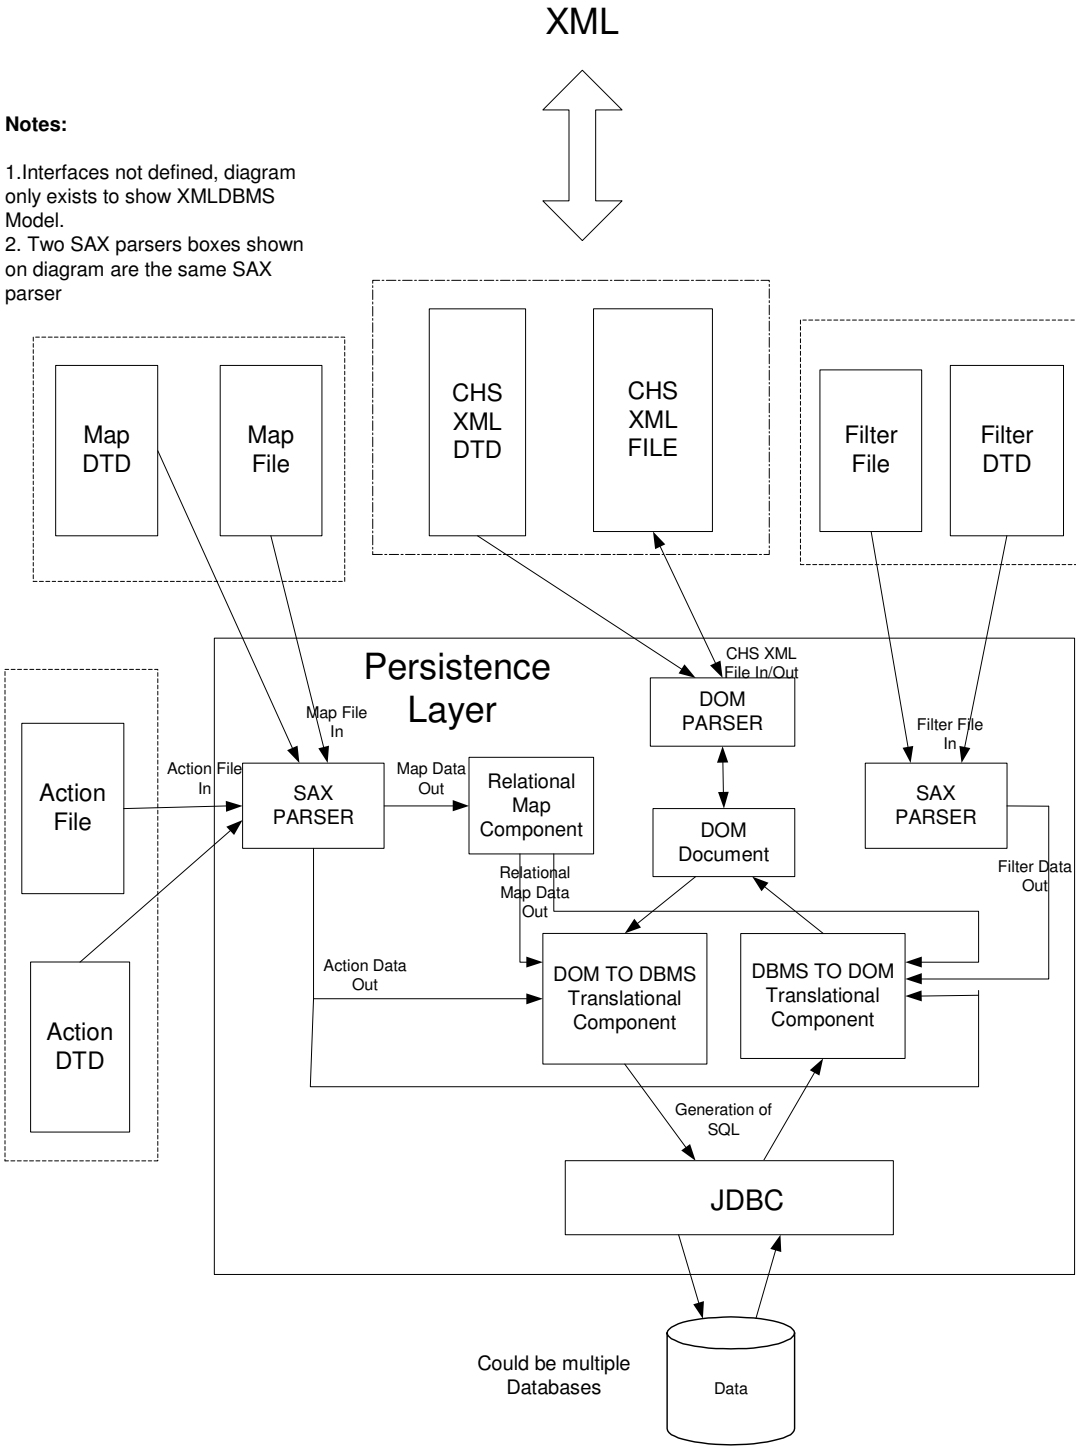 XML
Notes:
1.Interfaces not defined, diagram
only exists to show XMLDBMS
Model.
2. Two SAX parsers boxes shown
on diagram are the same SAX
parser
Map
DTD
Map
File
CHS
XML
DTD
CHS
XML
FILE
Filter
File
Filter
DTD
Persistence
Layer
CHS XML
File In/Out
DOM
PARSER
Map File
In
Filter File
In
Action
File
Action File
In
SAX
PARSER
Map Data
Out
Relational
Map
Component
DOM
Document
SAX
PARSER
Filter Data
Out
Relational
Map Data
Out
Action
DTD
Action Data
Out
DOM TO DBMS
Translational
Component
DBMS TO DOM
Translational
Component
Generation of
SQL
JDBC
Could be multiple
Databases
Data